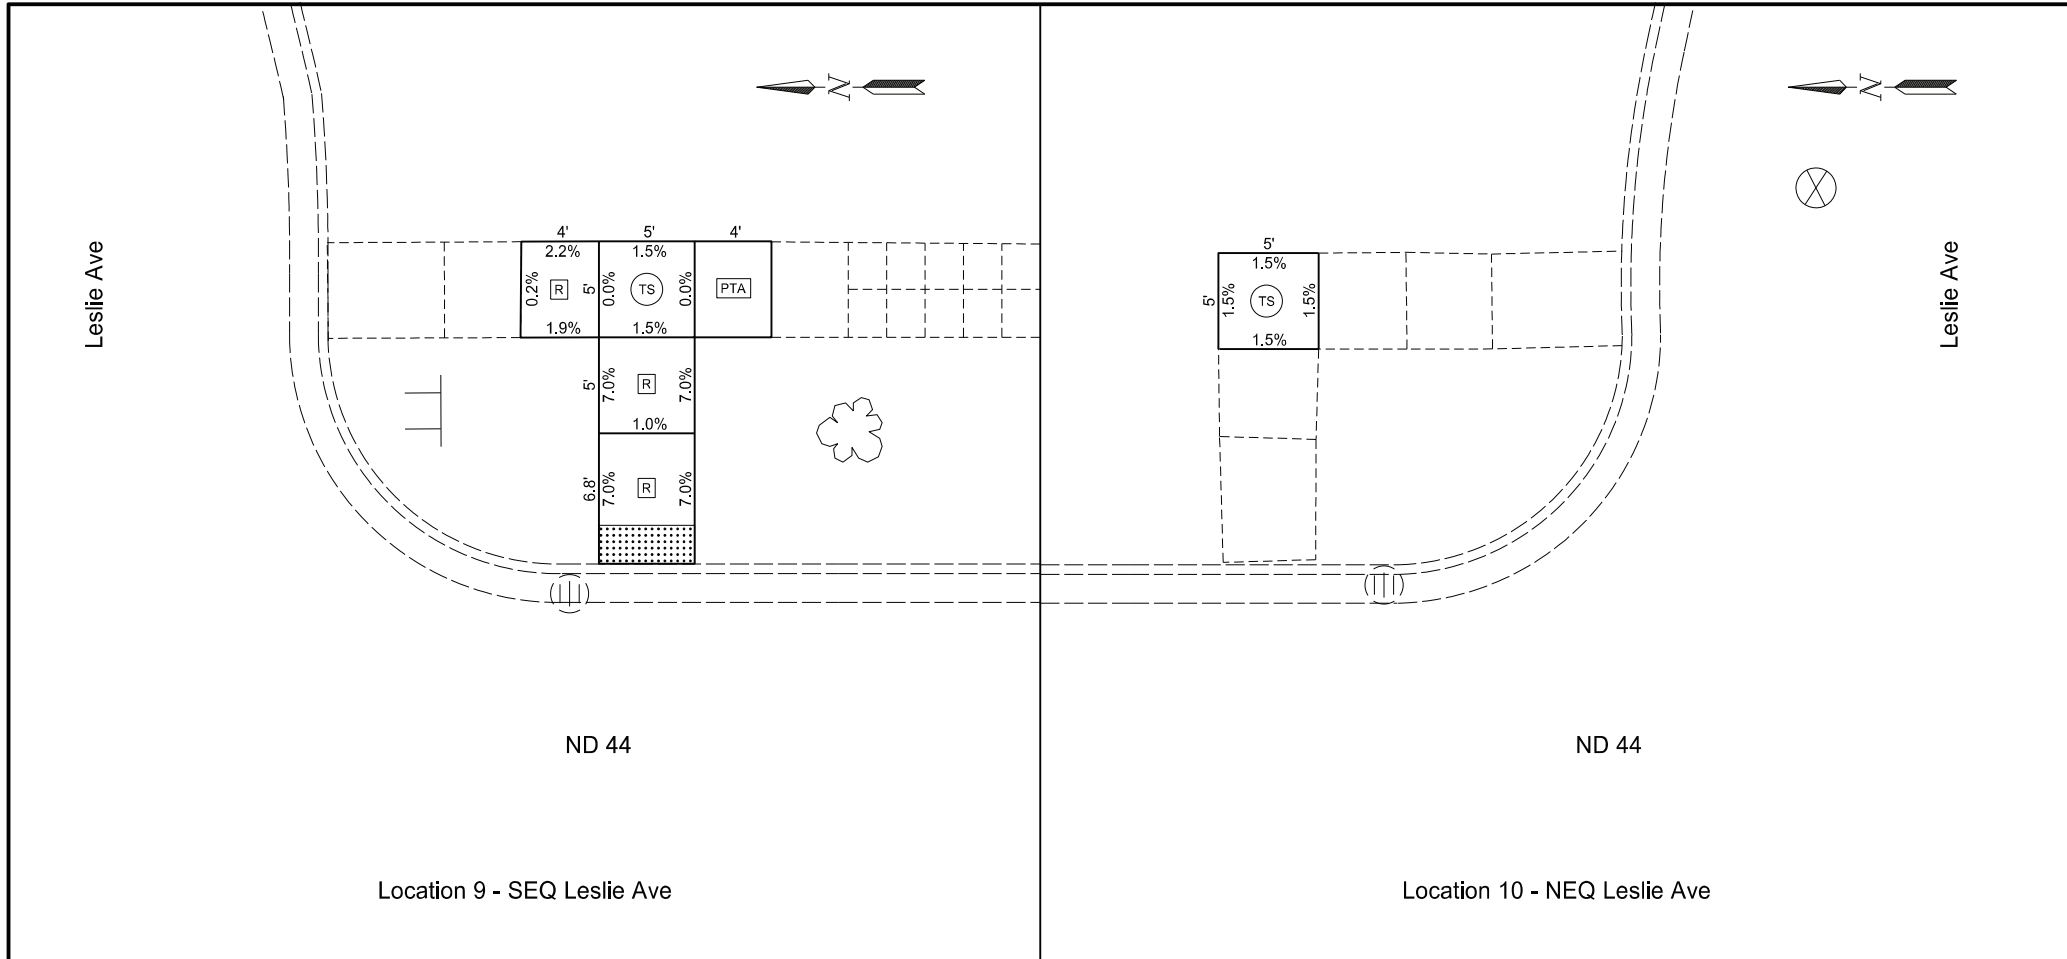 N
N
Leslie Ave
4'
5'
4'
2.2%
1.5%
0.2%
R
5'
0.0%
TS
0.0%
PTA
1.9%
1.5%
5'
7.0%
R
7.0%
1.0%
6.8'
7.0%
R
7.0%
5'
1.5%
5'
1.5%
TS
1.5%
1.5%
Leslie Ave
ND 44
ND 44
Location 9 - SEQ Leslie Ave
Location 10 - NEQ Leslie Ave